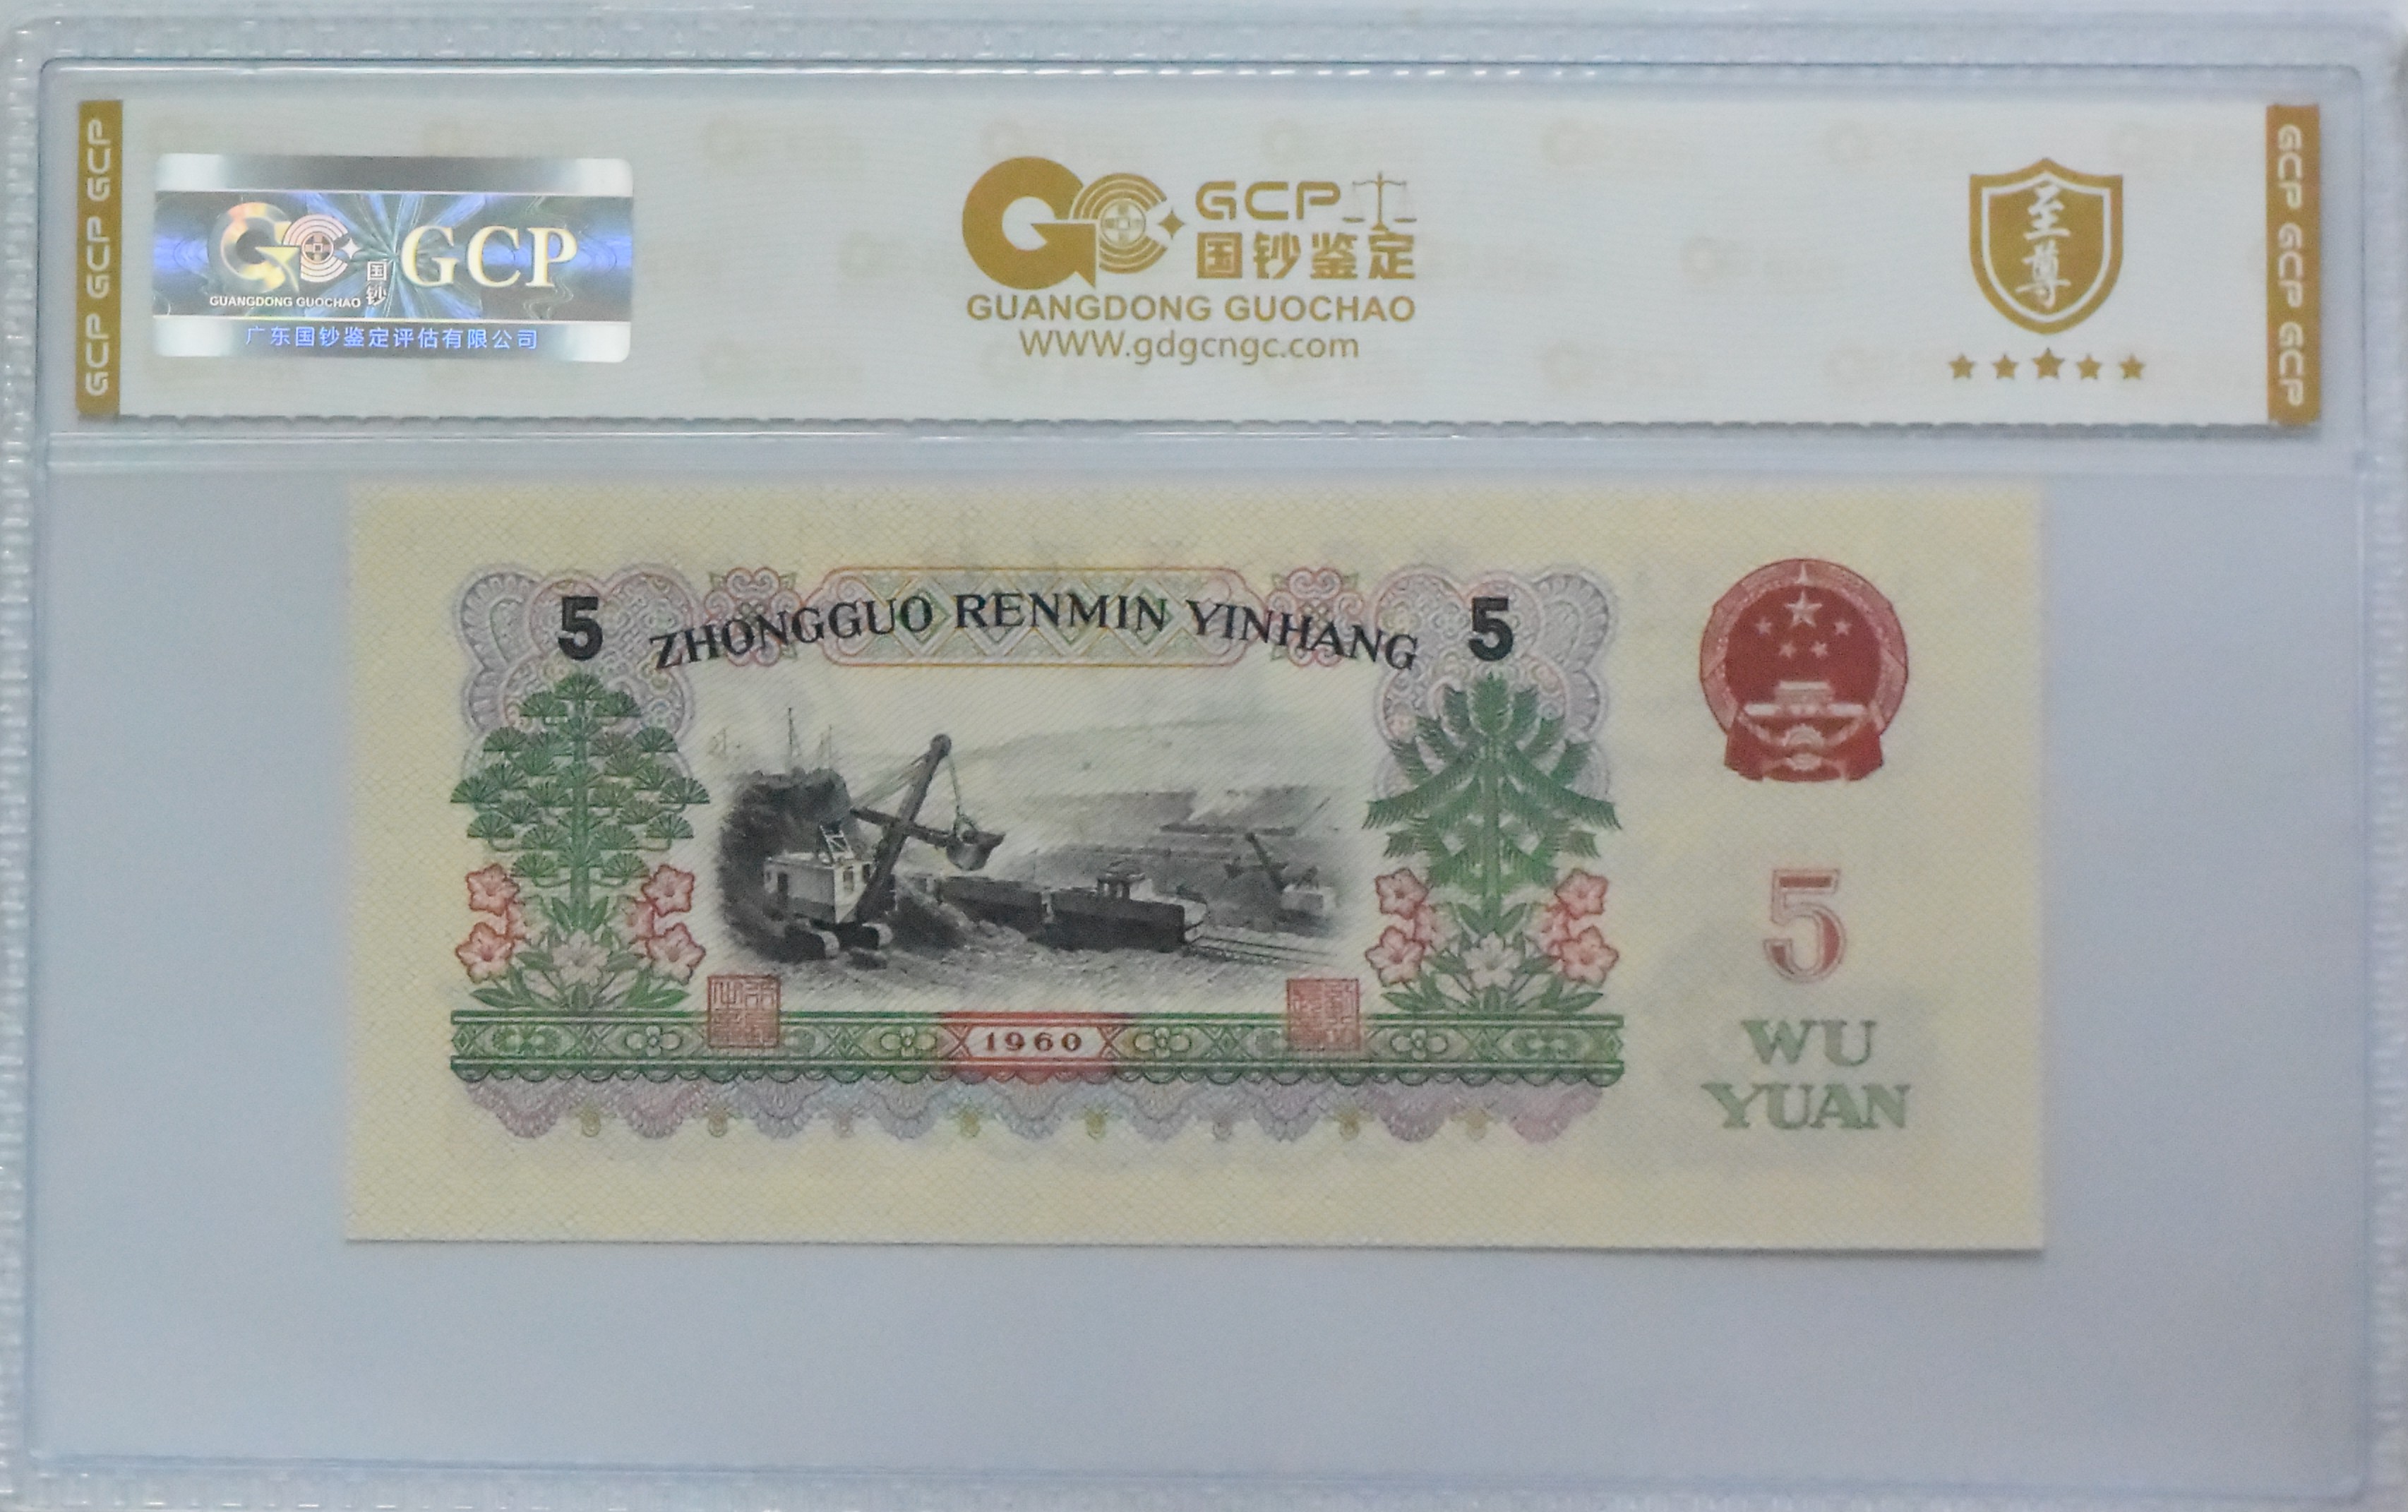 GCP GCP GCP
GCP
国钞
GUANGDONG GUOCHAO
广东国钞鉴定评估有限公司
GCP
国钞鉴定
GUANGDONG GUOCHAO
WWW.gdgcngc.com
至尊
GCP GCP GCP
5 ZHONGGUO RENMIN YINHANG 5
1960
5
WU
YUAN